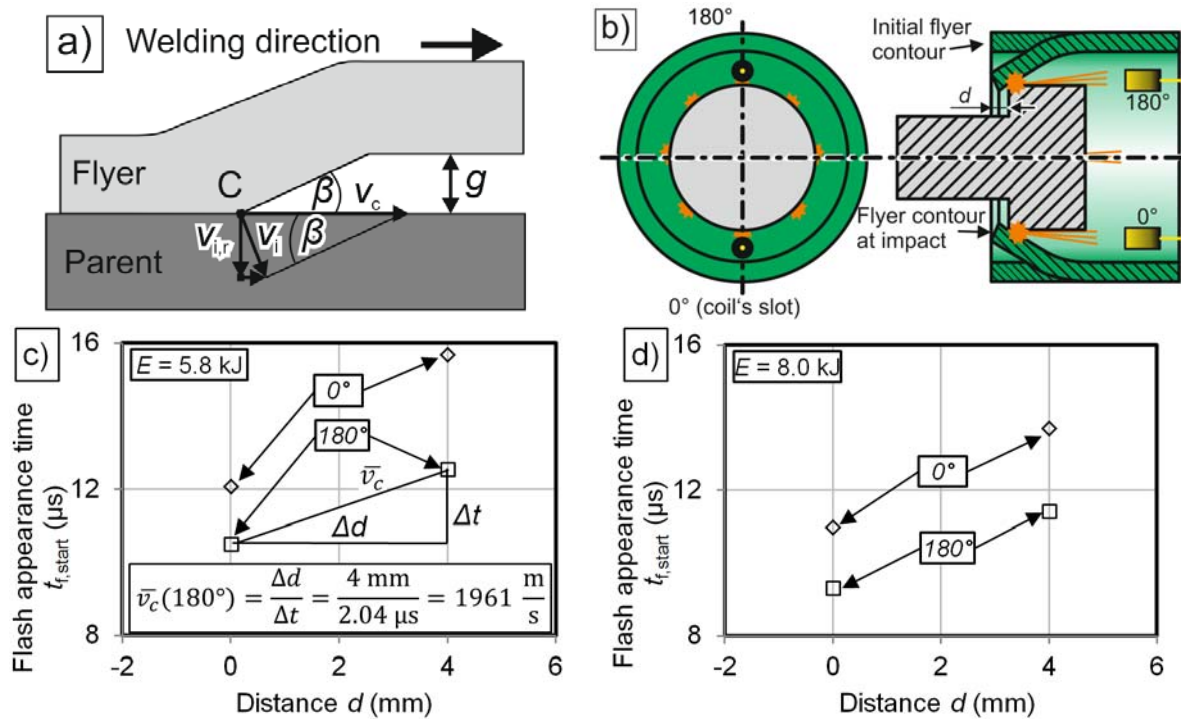 a)
Welding direction
Flyer
C
β
v_c
g
β
v_i,r
v_i
Parent
b)
180°
Initial flyer
contour
d
180°
Flyer contour
at impact
0°
0° (coil's slot)
c)
Flash appearance time
t_f,start (µs)
16
12
8
E = 5.8 kJ
0°
180°
v̅_c
Δd
Δt
v̅_c(180°) = Δd/Δt = 4 mm/2.04 µs = 1961 m/s
-2 0 2 4 6
Distance d (mm)
d)
Flash appearance time
t_f,start (µs)
16
12
8
E = 8.0 kJ
0°
180°
-2 0 2 4 6
Distance d (mm)